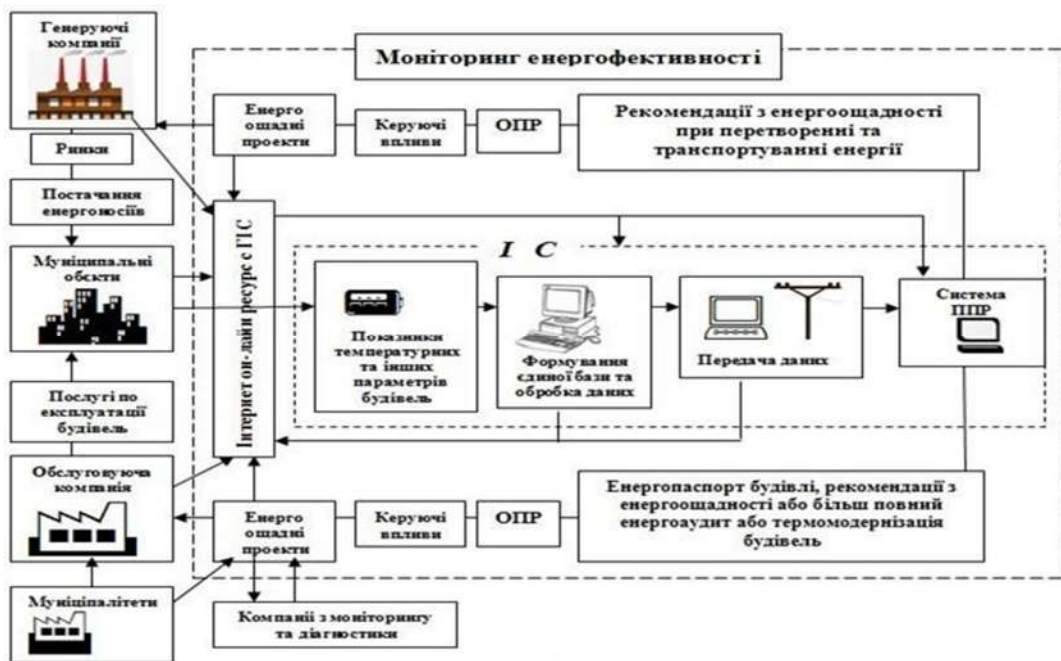 Генеруючі
компанії
Моніторинг енергофективності
Енерго
ощадні
проекти
Керуючі
впливи
ОПР
Рекомендації з енергоощадності
при перетворенні та
транспортуванні енергії
Ринки
Постачання
енергоносіїв
Муніципальні
обєкти
Інтернет он-лайн ресурс с ГІС
І С
Показники
температурних
та інших
параметрів
будівель
Формування
єдиної бази та
обробка даних
Передача даних
Система
ППР
Послугі по
експлуатації
будівель
Обслуговуюча
компанія
Енерго
ощадні
проекти
Керуючі
впливи
ОПР
Енергопаспорт будівлі, рекомендації з
енергоощадності або більш повний
енергоаудит або термомодернізація
будівель
Муніціпалітети
Компанії з моніторингу
та діагностики